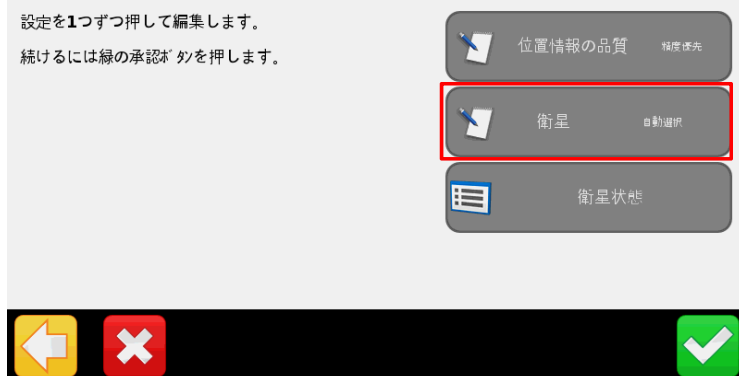 設定を1つずつ押して編集します。
続けるには緑の承認ボタンを押します。
位置情報の品質 精度優先
衛星 自動選択
衛星状態